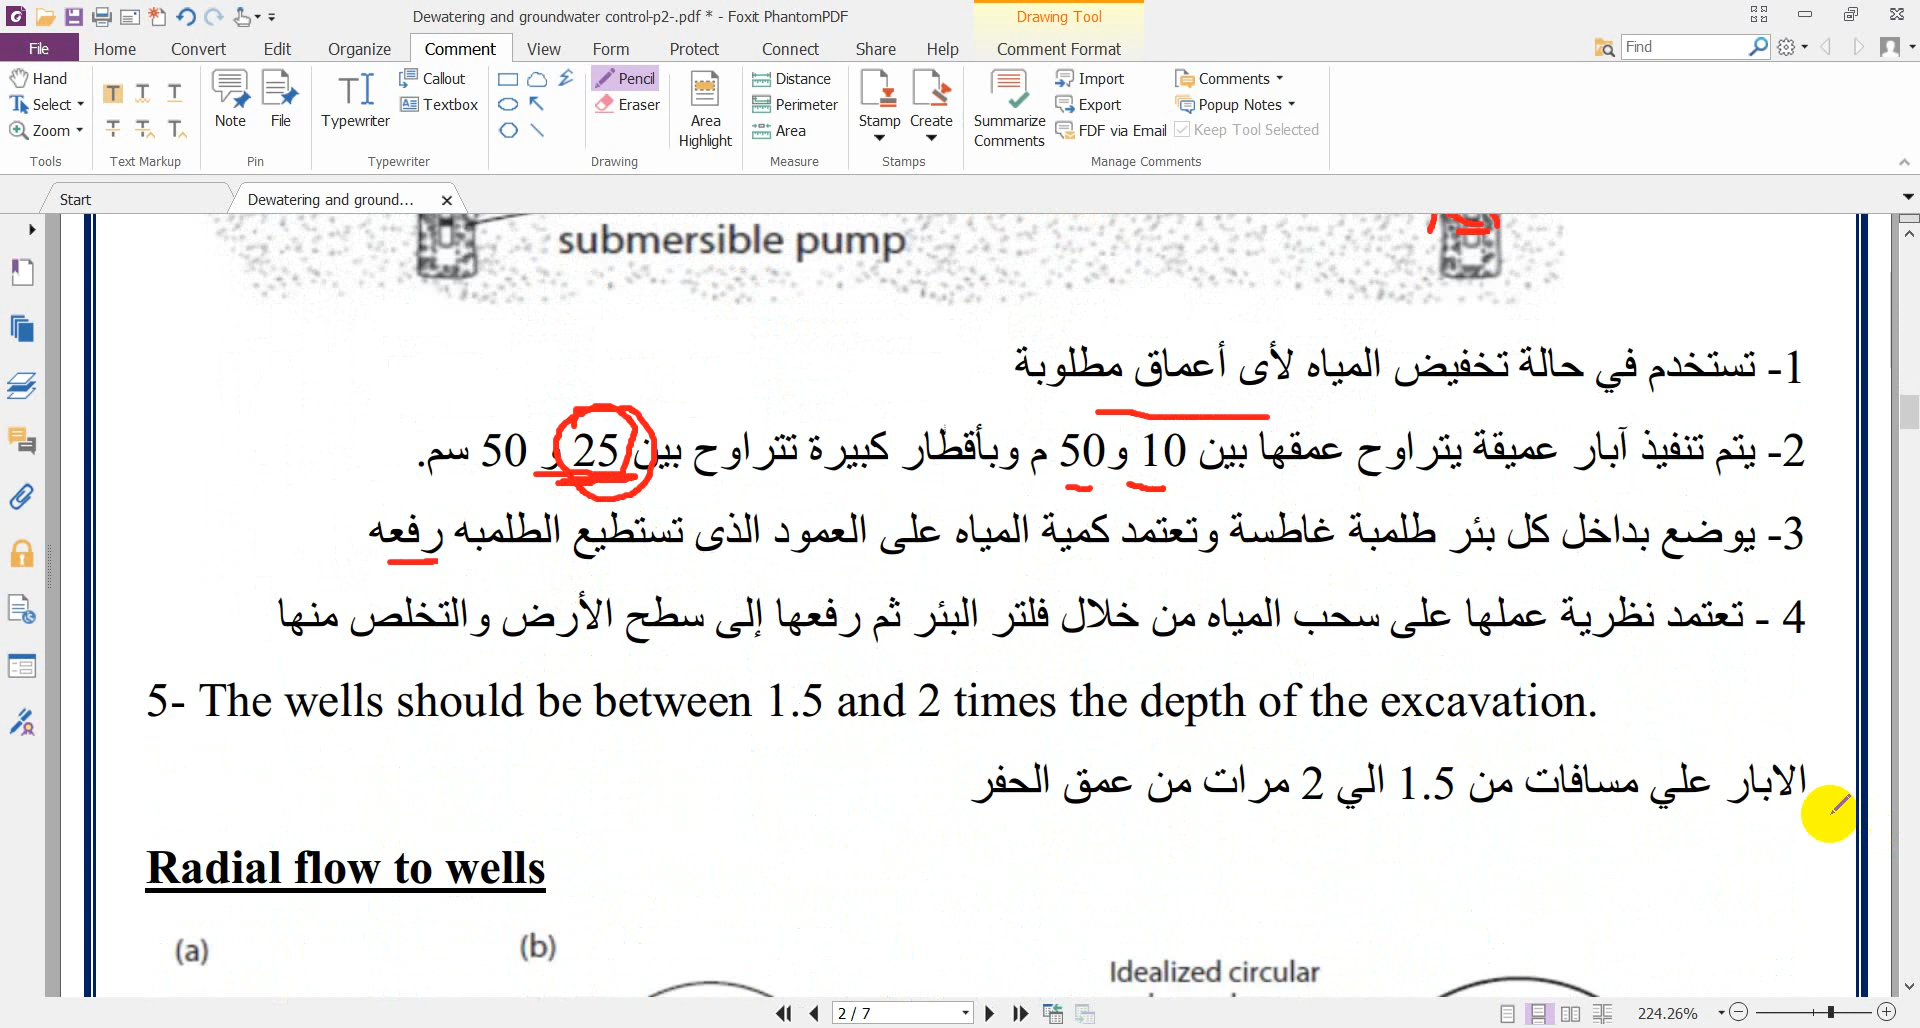 Dewatering and groundwater control-p2-.pdf * - Foxit PhantomPDF
Drawing Tool
File Home Convert Edit Organize Comment View Form Protect Connect Share Help Comment Format
Find
Hand
Select
Zoom
Tools
Text Markup
Note
File
Pin
Typewriter
Callout
Textbox
Typewriter
Pencil
Eraser
Drawing
Area Highlight
Distance
Perimeter
Area
Measure
Stamp
Create
Stamps
Summarize Comments
Import
Export
FDF via Email
Comments
Popup Notes
Keep Tool Selected
Manage Comments
Start
Dewatering and ground...
submersible pump
1- تستخدم في حالة تخفيض المياه لأى أعماق مطلوبة
2- يتم تنفيذ آبار عميقة يتراوح عمقها بين 10 و50 م وبأقطار كبيرة تتراوح بين 25 و 50 سم.
3- يوضع بداخل كل بئر طلمبة غاطسة وتعتمد كمية المياه على العمود الذى تستطيع الطلمبه رفعه
4 - تعتمد نظرية عملها على سحب المياه من خلال فلتر البئر ثم رفعها إلى سطح الأرض والتخلص منها
5- The wells should be between 1.5 and 2 times the depth of the excavation.
الابار علي مسافات من 1.5 الي 2 مرات من عمق الحفر
Radial flow to wells
(a)
(b)
Idealized circular
2 / 7
224.26%